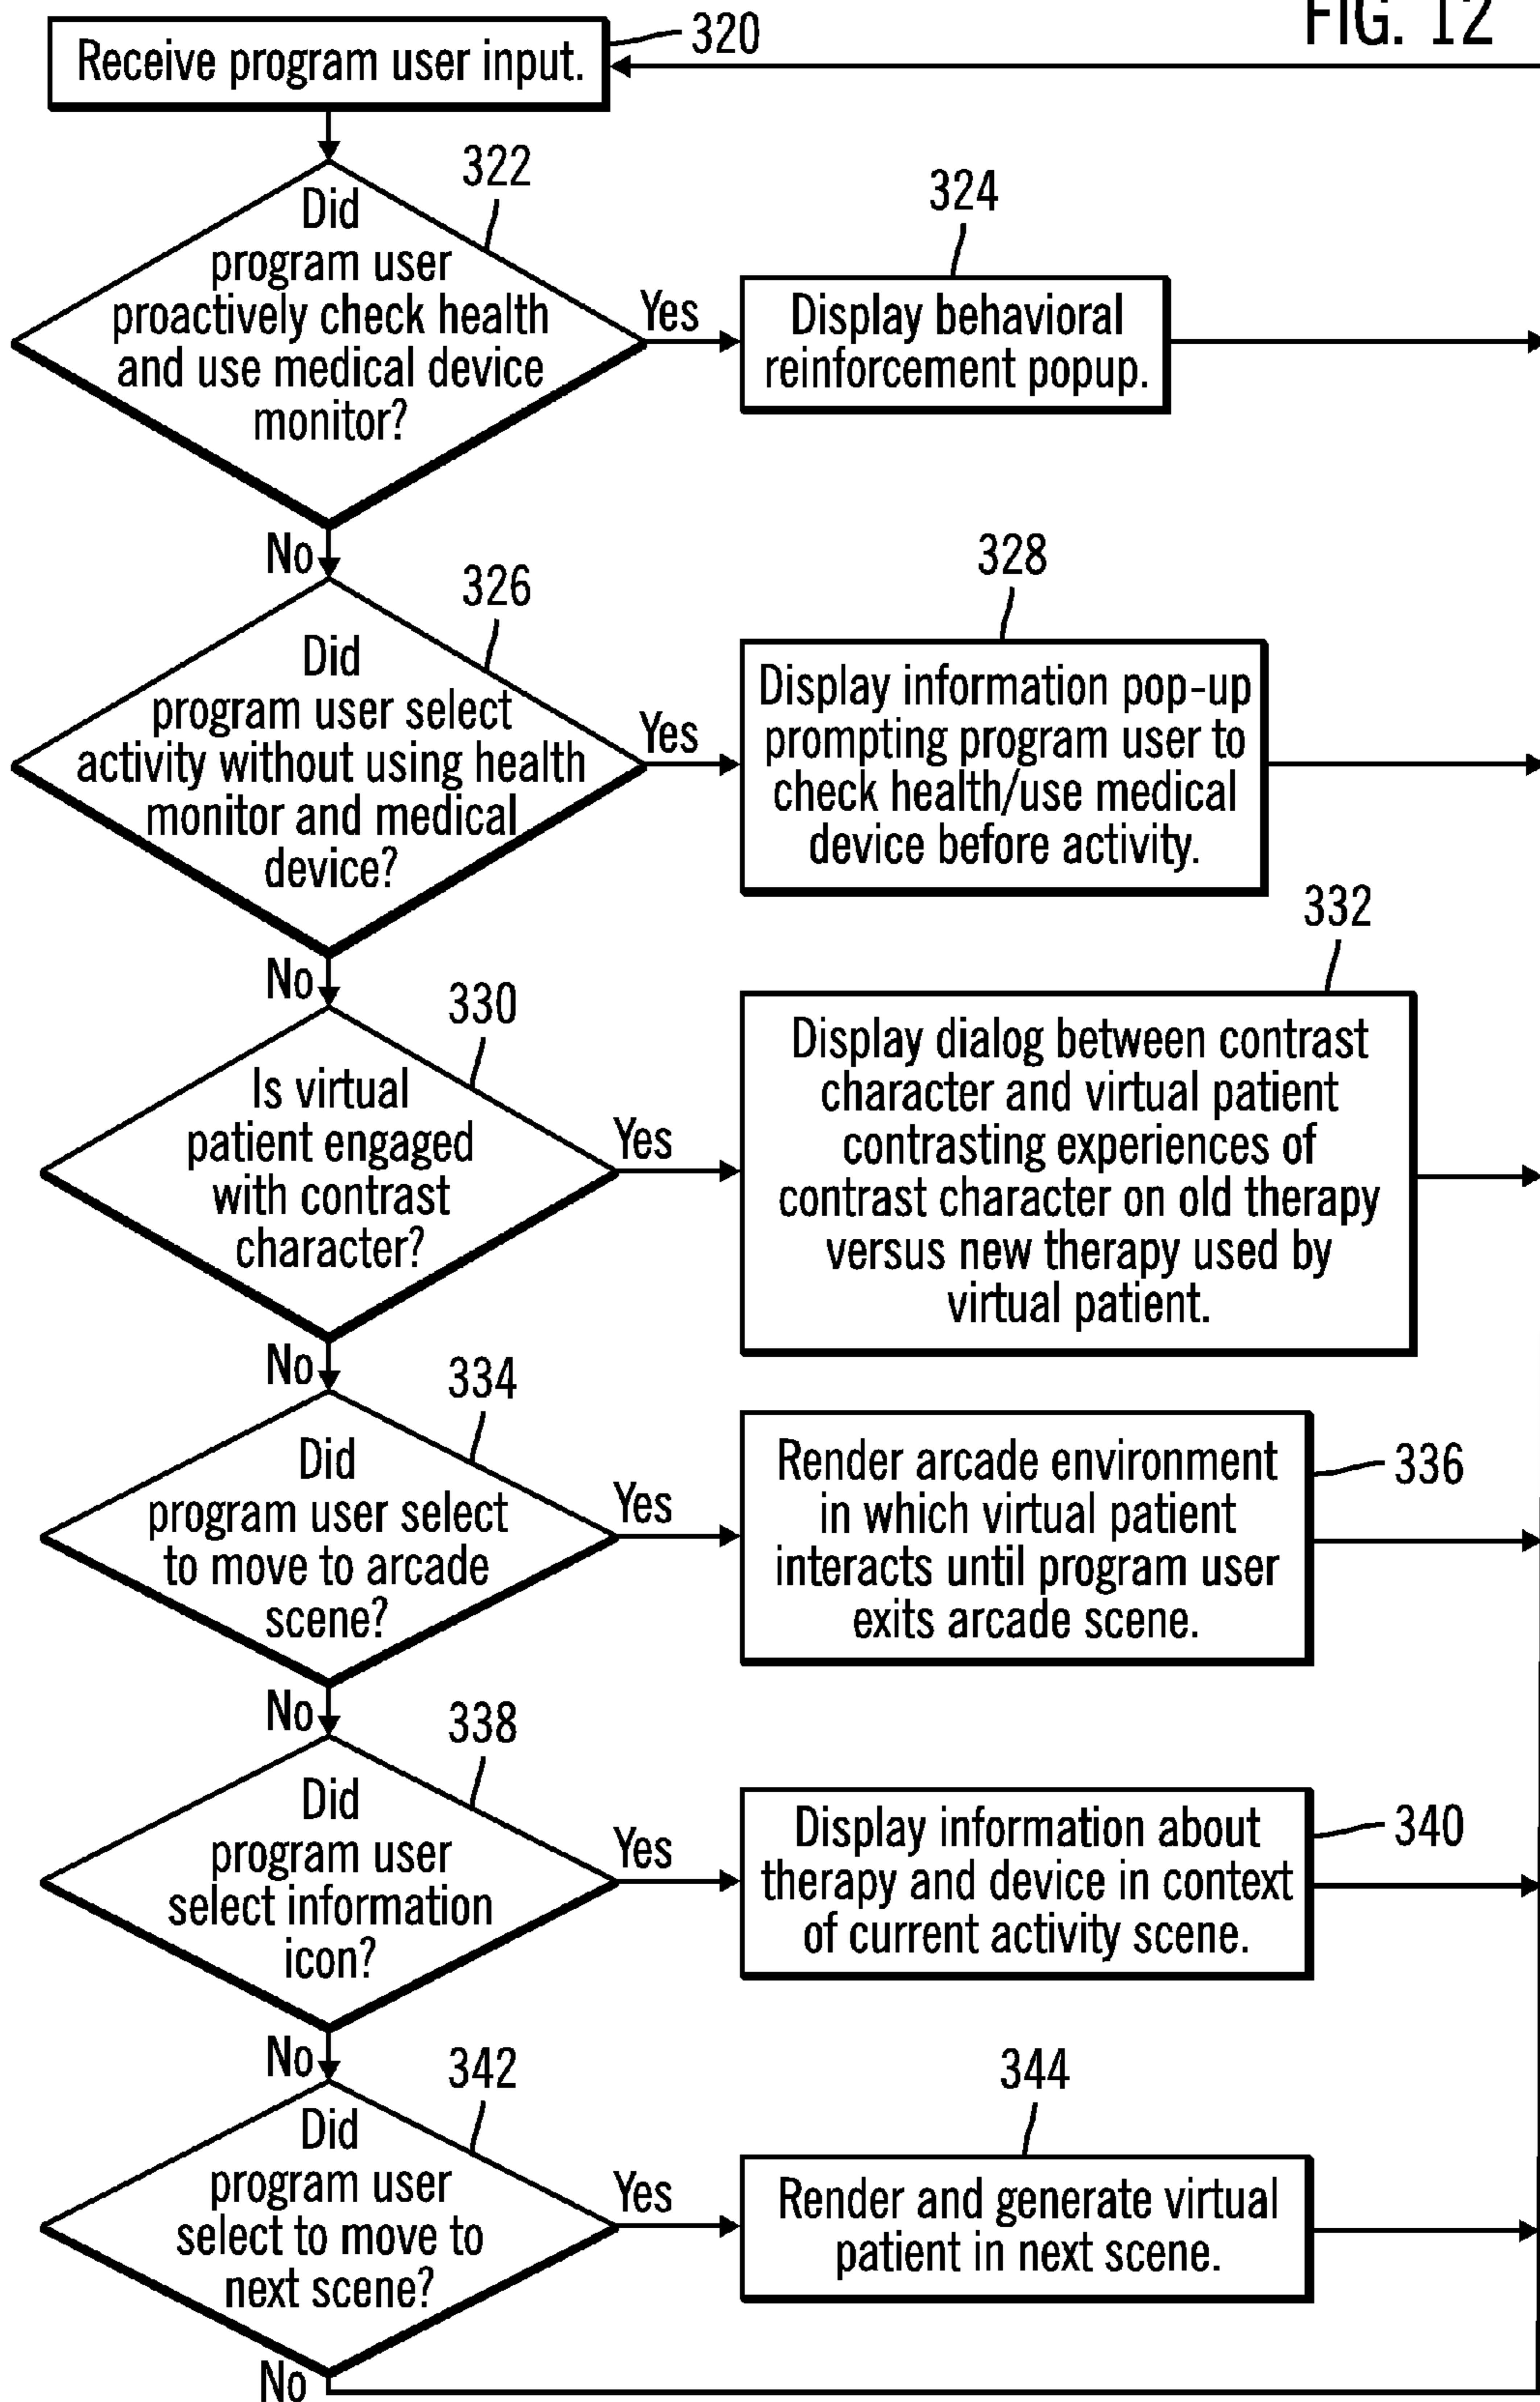 FIG. 12
320
Receive program user input.
322
Did
program user
proactively check health
and use medical device
monitor?
Yes
324
Display behavioral
reinforcement popup.
No
326
Did
program user select
activity without using health
monitor and medical
device?
Yes
328
Display information pop-up
prompting program user to
check health/use medical
device before activity.
No
330
Is virtual
patient engaged
with contrast
character?
Yes
332
Display dialog between contrast
character and virtual patient
contrasting experiences of
contrast character on old therapy
versus new therapy used by
virtual patient.
No
334
Did
program user select
to move to arcade
scene?
Yes
336
Render arcade environment
in which virtual patient
interacts until program user
exits arcade scene.
No
338
Did
program user
select information
icon?
Yes
340
Display information about
therapy and device in context
of current activity scene.
No
342
Did
program user
select to move to
next scene?
Yes
344
Render and generate virtual
patient in next scene.
No